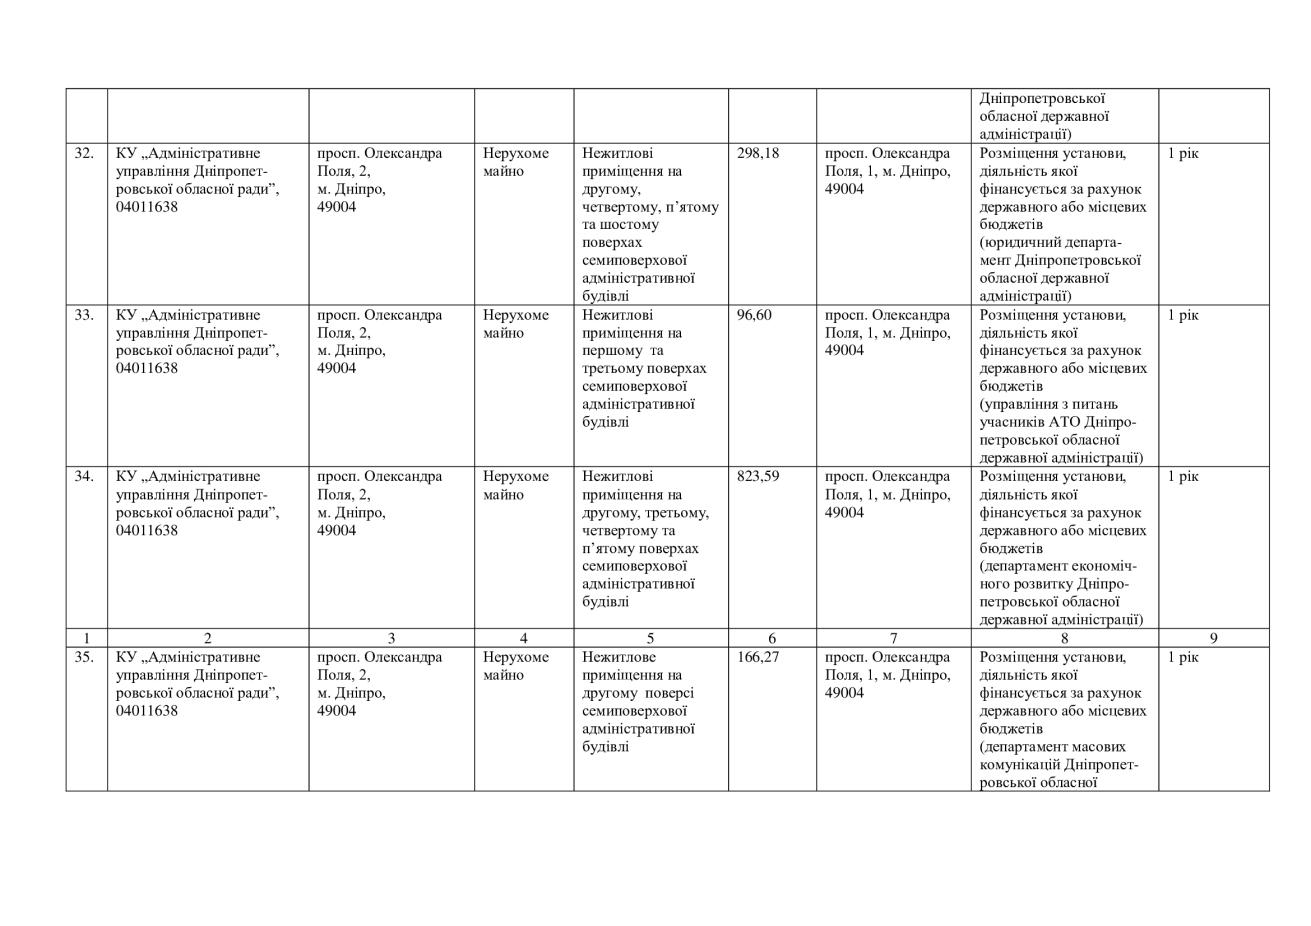 Дніпропетровської
обласної державної
адміністрації)
32.
КУ „Адміністративне
управління Дніпропет-
ровської обласної ради”,
04011638
просп. Олександра
Поля, 2,
м. Дніпро,
49004
Нерухоме
майно
Нежитлові
приміщення на
другому,
четвертому, п’ятому
та шостому
поверхах
семиповерхової
адміністративної
будівлі
298,18
просп. Олександра
Поля, 1, м. Дніпро,
49004
Розміщення установи,
діяльність якої
фінансується за рахунок
державного або місцевих
бюджетів
(юридичний департа-
мент Дніпропетровської
обласної державної
адміністрації)
1 рік
33.
КУ „Адміністративне
управління Дніпропет-
ровської обласної ради”,
04011638
просп. Олександра
Поля, 2,
м. Дніпро,
49004
Нерухоме
майно
Нежитлові
приміщення на
першому та
третьому поверхах
семиповерхової
адміністративної
будівлі
96,60
просп. Олександра
Поля, 1, м. Дніпро,
49004
Розміщення установи,
діяльність якої
фінансується за рахунок
державного або місцевих
бюджетів
(управління з питань
учасників АТО Дніпро-
петровської обласної
державної адміністрації)
1 рік
34.
КУ „Адміністративне
управління Дніпропет-
ровської обласної ради”,
04011638
просп. Олександра
Поля, 2,
м. Дніпро,
49004
Нерухоме
майно
Нежитлові
приміщення на
другому, третьому,
четвертому та
п’ятому поверхах
семиповерхової
адміністративної
будівлі
823,59
просп. Олександра
Поля, 1, м. Дніпро,
49004
Розміщення установи,
діяльність якої
фінансується за рахунок
державного або місцевих
бюджетів
(департамент економіч-
ного розвитку Дніпро-
петровської обласної
державної адміністрації)
1 рік
1 2 3 4 5 6 7 8 9
35.
КУ „Адміністративне
управління Дніпропет-
ровської обласної ради”,
04011638
просп. Олександра
Поля, 2,
м. Дніпро,
49004
Нерухоме
майно
Нежитлове
приміщення на
другому поверсі
семиповерхової
адміністративної
будівлі
166,27
просп. Олександра
Поля, 1, м. Дніпро,
49004
Розміщення установи,
діяльність якої
фінансується за рахунок
державного або місцевих
бюджетів
(департамент масових
комунікацій Дніпропет-
ровської обласної
1 рік